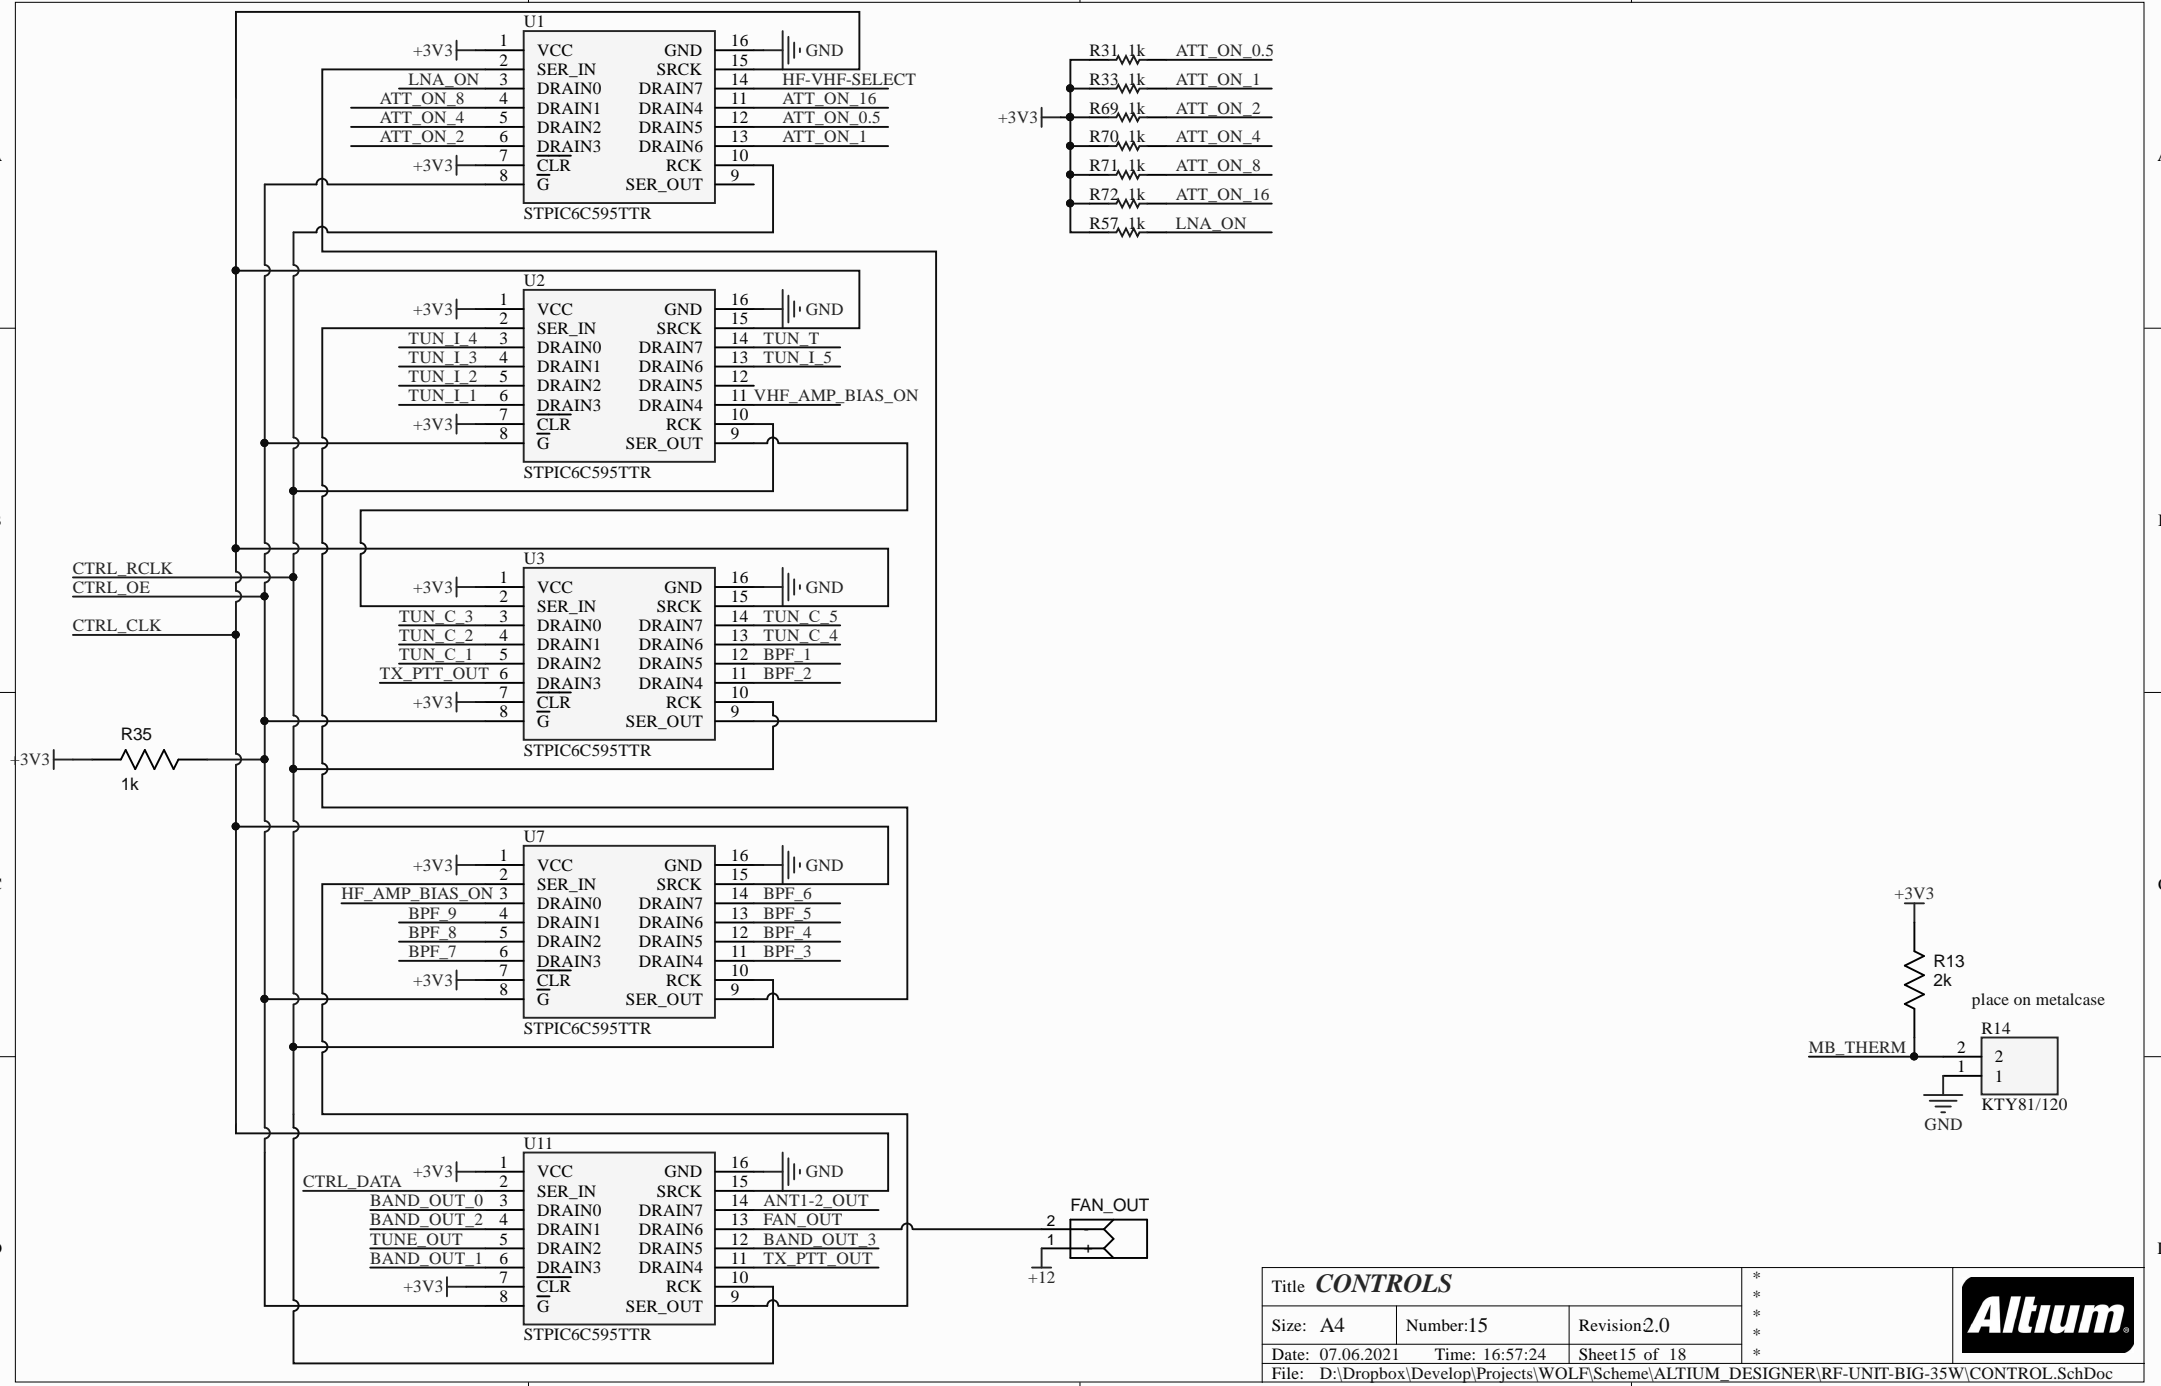 U1
+3V3 1 VCC GND 16 GND
2 SER_IN SRCK 15
LNA_ON 3 DRAIN0 DRAIN7 14 HF-VHF-SELECT
ATT_ON_8 4 DRAIN1 DRAIN4 11 ATT_ON_16
ATT_ON_4 5 DRAIN2 DRAIN5 12 ATT_ON_0.5
ATT_ON_2 6 DRAIN3 DRAIN6 13 ATT_ON_1
+3V3 7 CLR RCK 10
8 G SER_OUT 9
STPIC6C595TTR
R31 1k ATT_ON_0.5
R33 1k ATT_ON_1
R69 1k ATT_ON_2
+3V3
R70 1k ATT_ON_4
R71 1k ATT_ON_8
R72 1k ATT_ON_16
R57 1k LNA_ON
U2
+3V3 1 VCC GND 16 GND
2 SER_IN SRCK 15
TUN_I_4 3 DRAIN0 DRAIN7 14 TUN_T
TUN_I_3 4 DRAIN1 DRAIN6 13 TUN_I_5
TUN_I_2 5 DRAIN2 DRAIN5 12
TUN_I_1 6 DRAIN3 DRAIN4 11 VHF_AMP_BIAS_ON
+3V3 7 CLR RCK 10
8 G SER_OUT 9
STPIC6C595TTR
CTRL_RCLK
CTRL_OE
CTRL_CLK
U3
+3V3 1 VCC GND 16 GND
2 SER_IN SRCK 15
TUN_C_3 3 DRAIN0 DRAIN7 14 TUN_C_5
TUN_C_2 4 DRAIN1 DRAIN6 13 TUN_C_4
TUN_C_1 5 DRAIN2 DRAIN5 12 BPF_1
TX_PTT_OUT 6 DRAIN3 DRAIN4 11 BPF_2
+3V3 7 CLR RCK 10
8 G SER_OUT 9
STPIC6C595TTR
R35
+3V3
1k
U7
+3V3 1 VCC GND 16 GND
2 SER_IN SRCK 15
HF_AMP_BIAS_ON 3 DRAIN0 DRAIN7 14 BPF_6
BPF_9 4 DRAIN1 DRAIN6 13 BPF_5
BPF_8 5 DRAIN2 DRAIN5 12 BPF_4
BPF_7 6 DRAIN3 DRAIN4 11 BPF_3
+3V3 7 CLR RCK 10
8 G SER_OUT 9
STPIC6C595TTR
+3V3
R13
2k
place on metalcase
R14
MB_THERM 2 2
1 1
KTY81/120
GND
U11
+3V3 1 VCC GND 16 GND
CTRL_DATA 2 SER_IN SRCK 15
BAND_OUT_0 3 DRAIN0 DRAIN7 14 ANT1-2_OUT
BAND_OUT_2 4 DRAIN1 DRAIN6 13 FAN_OUT
TUNE_OUT 5 DRAIN2 DRAIN5 12 BAND_OUT_3
BAND_OUT_1 6 DRAIN3 DRAIN4 11 TX_PTT_OUT
+3V3 7 CLR RCK 10
8 G SER_OUT 9
STPIC6C595TTR
FAN_OUT
2 -
1 +
+12
Title CONTROLS
Size: A4 Number:15 Revision:2.0
Date: 07.06.2021 Time: 16:57:24 Sheet15 of 18
File: D:\Dropbox\Develop\Projects\WOLF\Scheme\ALTIUM_DESIGNER\RF-UNIT-BIG-35W\CONTROL.SchDoc
*
*
*
*
*
Altium®